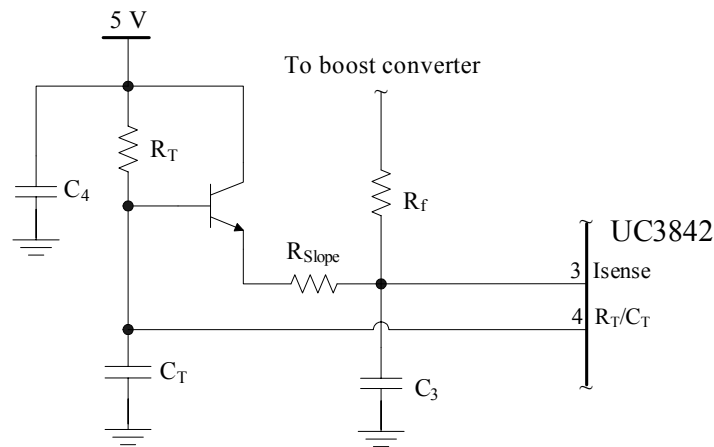 5 V
To boost converter
R_T
C_4
R_f
UC3842
R_Slope
3 Isense
4 R_T/C_T
C_T
C_3